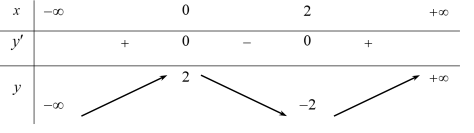 x −∞ 0 2 +∞
y′ + 0 − 0 +
y −∞ 2 −2 +∞